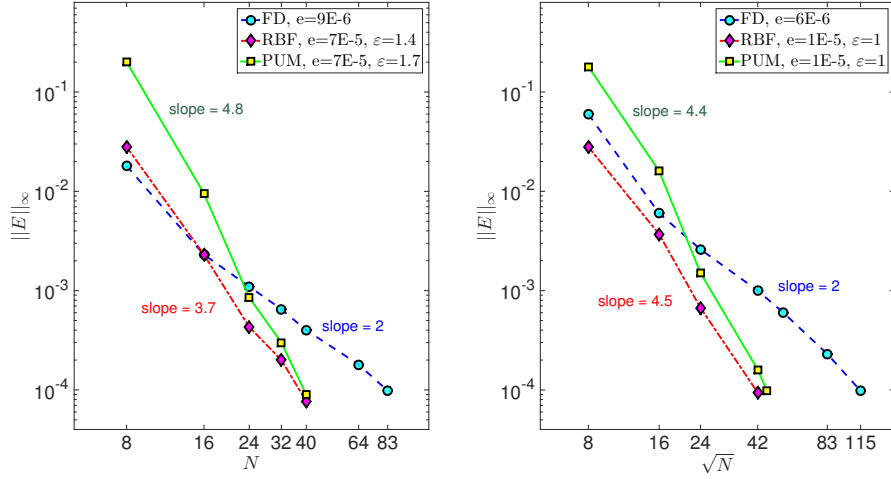 FD, e=9E-6
RBF, e=7E-5, ε=1.4
PUM, e=7E-5, ε=1.7
10^{-1}
10^{-2}
10^{-3}
10^{-4}
||E||_∞
slope = 4.8
slope = 3.7
slope = 2
8 16 24 32 40 64 83
N
FD, e=6E-6
RBF, e=1E-5, ε=1
PUM, e=1E-5, ε=1
10^{-1}
10^{-2}
10^{-3}
10^{-4}
||E||_∞
slope = 4.4
slope = 4.5
slope = 2
8 16 24 42 83 115
√N